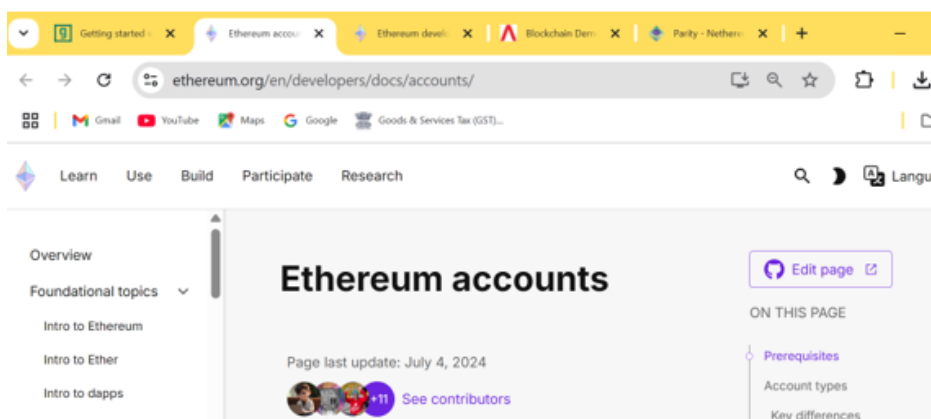 Getting started
Ethereum accou
Ethereum develo
Blockchain Dem
Parity - Netherm
ethereum.org/en/developers/docs/accounts/
Gmail
YouTube
Maps
Google
Goods & Services Tax (GST)...
Learn Use Build Participate Research
Langu
Overview
Foundational topics
Intro to Ethereum
Intro to Ether
Intro to dapps
Ethereum accounts
Page last update: July 4, 2024
+11 See contributors
Edit page
ON THIS PAGE
Prerequisites
Account types
Key differences